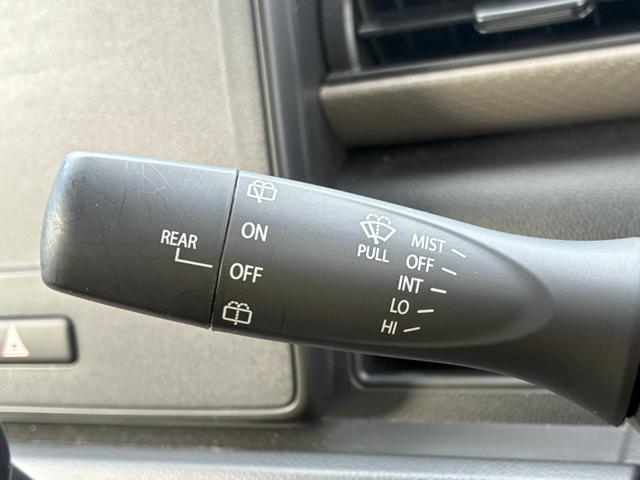 REAR
ON
OFF
PULL
MIST
OFF
INT
LO
HI